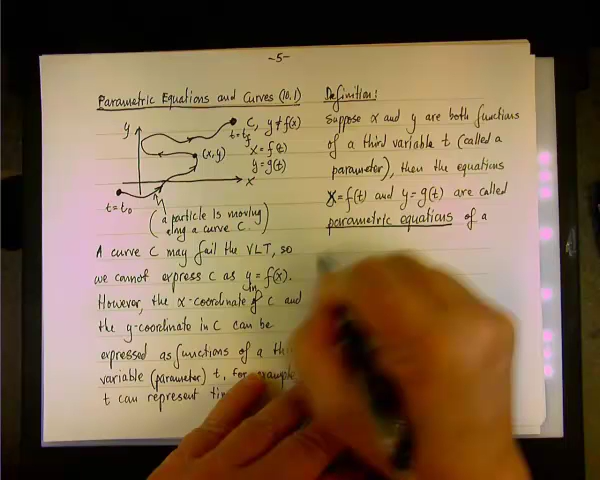 -5-
Parametric Equations and Curves (10.1)
y
C, y≠f(x)
t=t_f
x=f(t)
(x,y)
y=g(t)
x
t=t₀
(a particle is moving
along a curve C.)
A curve C may fail the VLT, so
we cannot express C as y=f(x).
in
However, the x-coordinate of C and
the y-coordinate in C can be
expressed as functions of a
variable (parameter) t, for example
t can represent
Definition:
Suppose x and y are both functions
of a third variable t (called a
parameter), then the equations
x=f(t) and y=g(t) are called
parametric equations of a